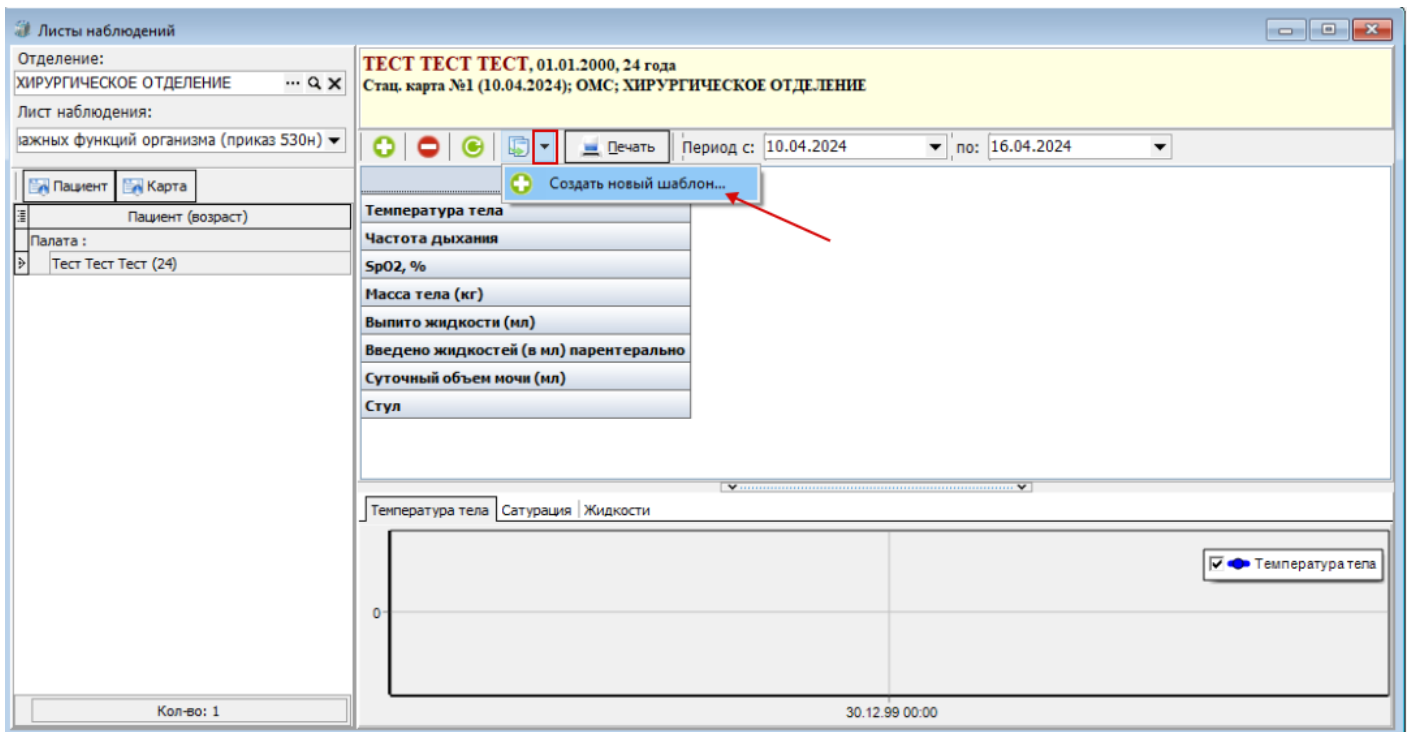 Листы наблюдений
Отделение:
ХИРУРГИЧЕСКОЕ ОТДЕЛЕНИЕ ...
Лист наблюдения:
важных функций организма (приказ 530н)
Пациент Карта
Пациент (возраст)
Палата :
Тест Тест Тест (24)
Кол-во: 1
ТЕСТ ТЕСТ ТЕСТ, 01.01.2000, 24 года
Стац. карта №1 (10.04.2024); ОМС; ХИРУРГИЧЕСКОЕ ОТДЕЛЕНИЕ
Печать Период с: 10.04.2024 по: 16.04.2024
Создать новый шаблон...
Температура тела
Частота дыхания
SpO2, %
Масса тела (кг)
Выпито жидкости (мл)
Введено жидкостей (в мл) парентерально
Суточный объем мочи (мл)
Стул
Температура тела Сатурация Жидкости
Температура тела
0
30.12.99 00:00